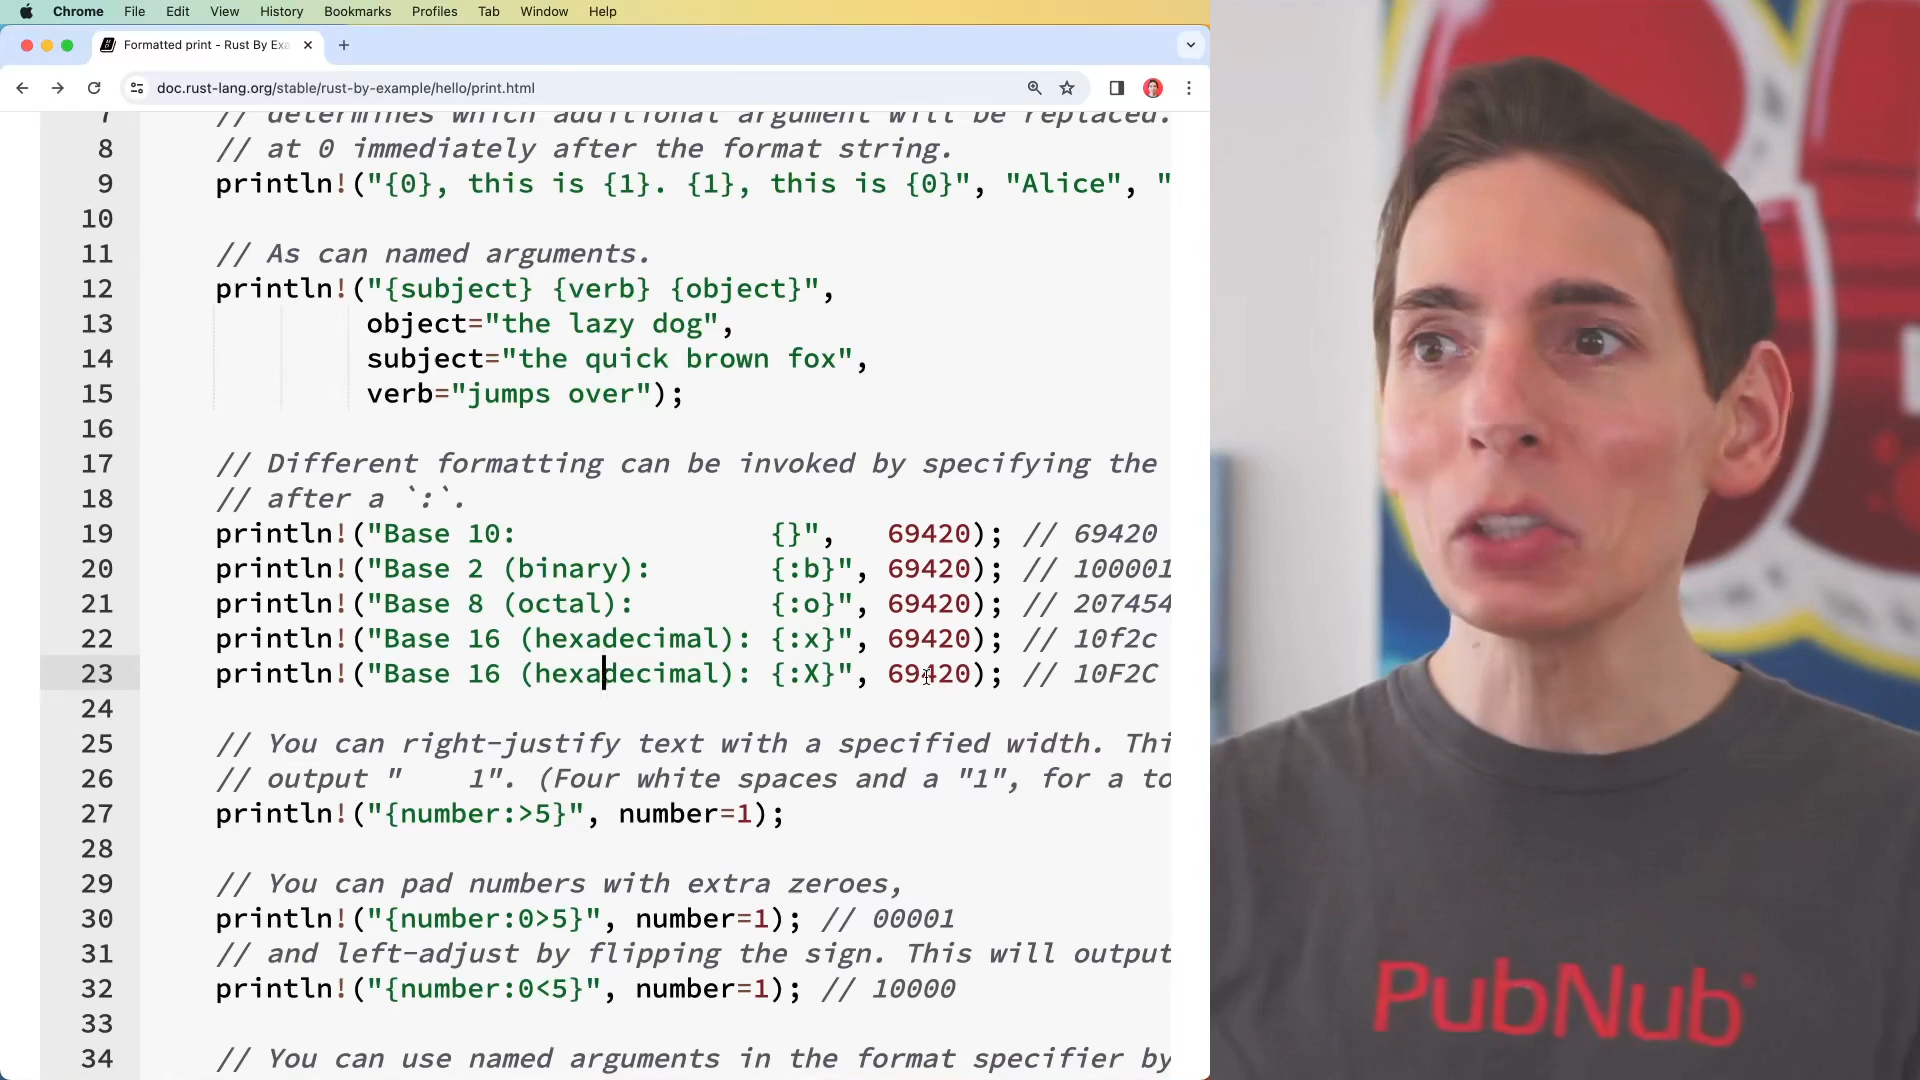 Chrome File Edit View History Bookmarks Profiles Tab Window Help
Formatted print - Rust By Exa
doc.rust-lang.org/stable/rust-by-example/hello/print.html
7 // determines which additional argument will be replaced.
8 // at 0 immediately after the format string.
9 println!("{0}, this is {1}. {1}, this is {0}", "Alice", "
10
11 // As can named arguments.
12 println!("{subject} {verb} {object}",
13 object="the lazy dog",
14 subject="the quick brown fox",
15 verb="jumps over");
16
17 // Different formatting can be invoked by specifying the
18 // after a `:`.
19 println!("Base 10:               {}",   69420); // 69420
20 println!("Base 2 (binary):       {:b}", 69420); // 100001
21 println!("Base 8 (octal):        {:o}", 69420); // 207454
22 println!("Base 16 (hexadecimal): {:x}", 69420); // 10f2c
23 println!("Base 16 (hexadecimal): {:X}", 69420); // 10F2C
24
25 // You can right-justify text with a specified width. Thi
26 // output "    1". (Four white spaces and a "1", for a to
27 println!("{number:>5}", number=1);
28
29 // You can pad numbers with extra zeroes,
30 println!("{number:0>5}", number=1); // 00001
31 // and left-adjust by flipping the sign. This will output
32 println!("{number:0<5}", number=1); // 10000
33
34 // You can use named arguments in the format specifier by
PubNub